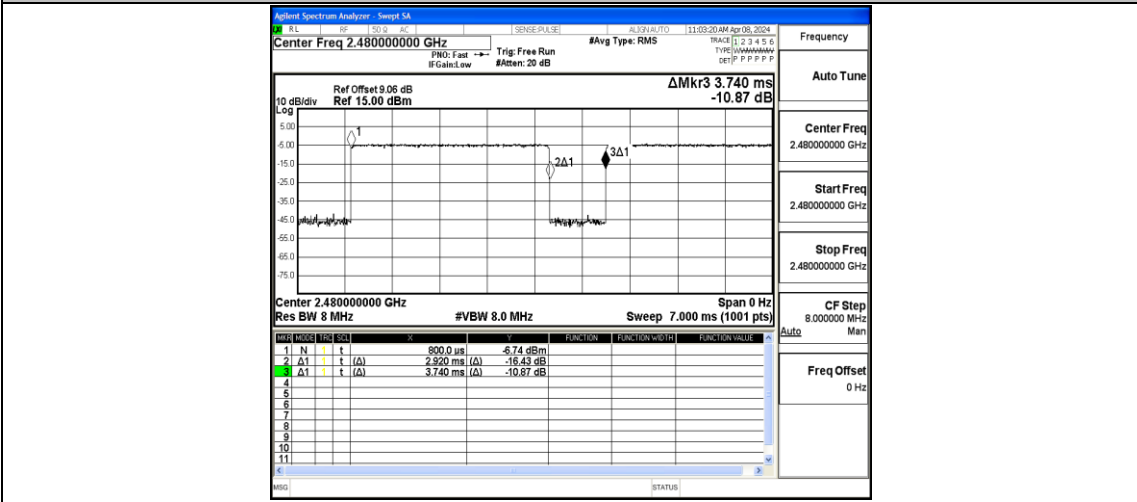 Agilent Spectrum Analyzer - Swept SA
RL RF 50 Ω AC SENSE:PULSE ALIGNAUTO 11:03:20 AM Apr 08, 2024
Center Freq 2.480000000 GHz #Avg Type: RMS TRACE 1 2 3 4 5 6
PNO: Fast Trig: Free Run TYPE
IFGain:Low #Atten: 20 dB DET P P P P P P
Frequency
Auto Tune
ΔMkr3 3.740 ms
-10.87 dB
Ref Offset 9.06 dB
10 dB/div Ref 15.00 dBm
Log
5.00
-5.00
-15.0
-25.0
-35.0
-45.0
-55.0
-65.0
-75.0
1
2Δ1
3Δ1
Center Freq
2.480000000 GHz
Start Freq
2.480000000 GHz
Stop Freq
2.480000000 GHz
CF Step
8.000000 MHz
Auto Man
Freq Offset
0 Hz
Center 2.480000000 GHz Span 0 Hz
Res BW 8 MHz #VBW 8.0 MHz Sweep 7.000 ms (1001 pts)
MKR MODE TRC SCL X Y FUNCTION FUNCTION WIDTH FUNCTION VALUE
1 N 1 t 800.0 us -6.74 dBm
2 Δ1 1 t (Δ) 2.920 ms (Δ) -16.43 dB
3 Δ1 1 t (Δ) 3.740 ms (Δ) -10.87 dB
4
5
6
7
8
9
10
11
MSG STATUS